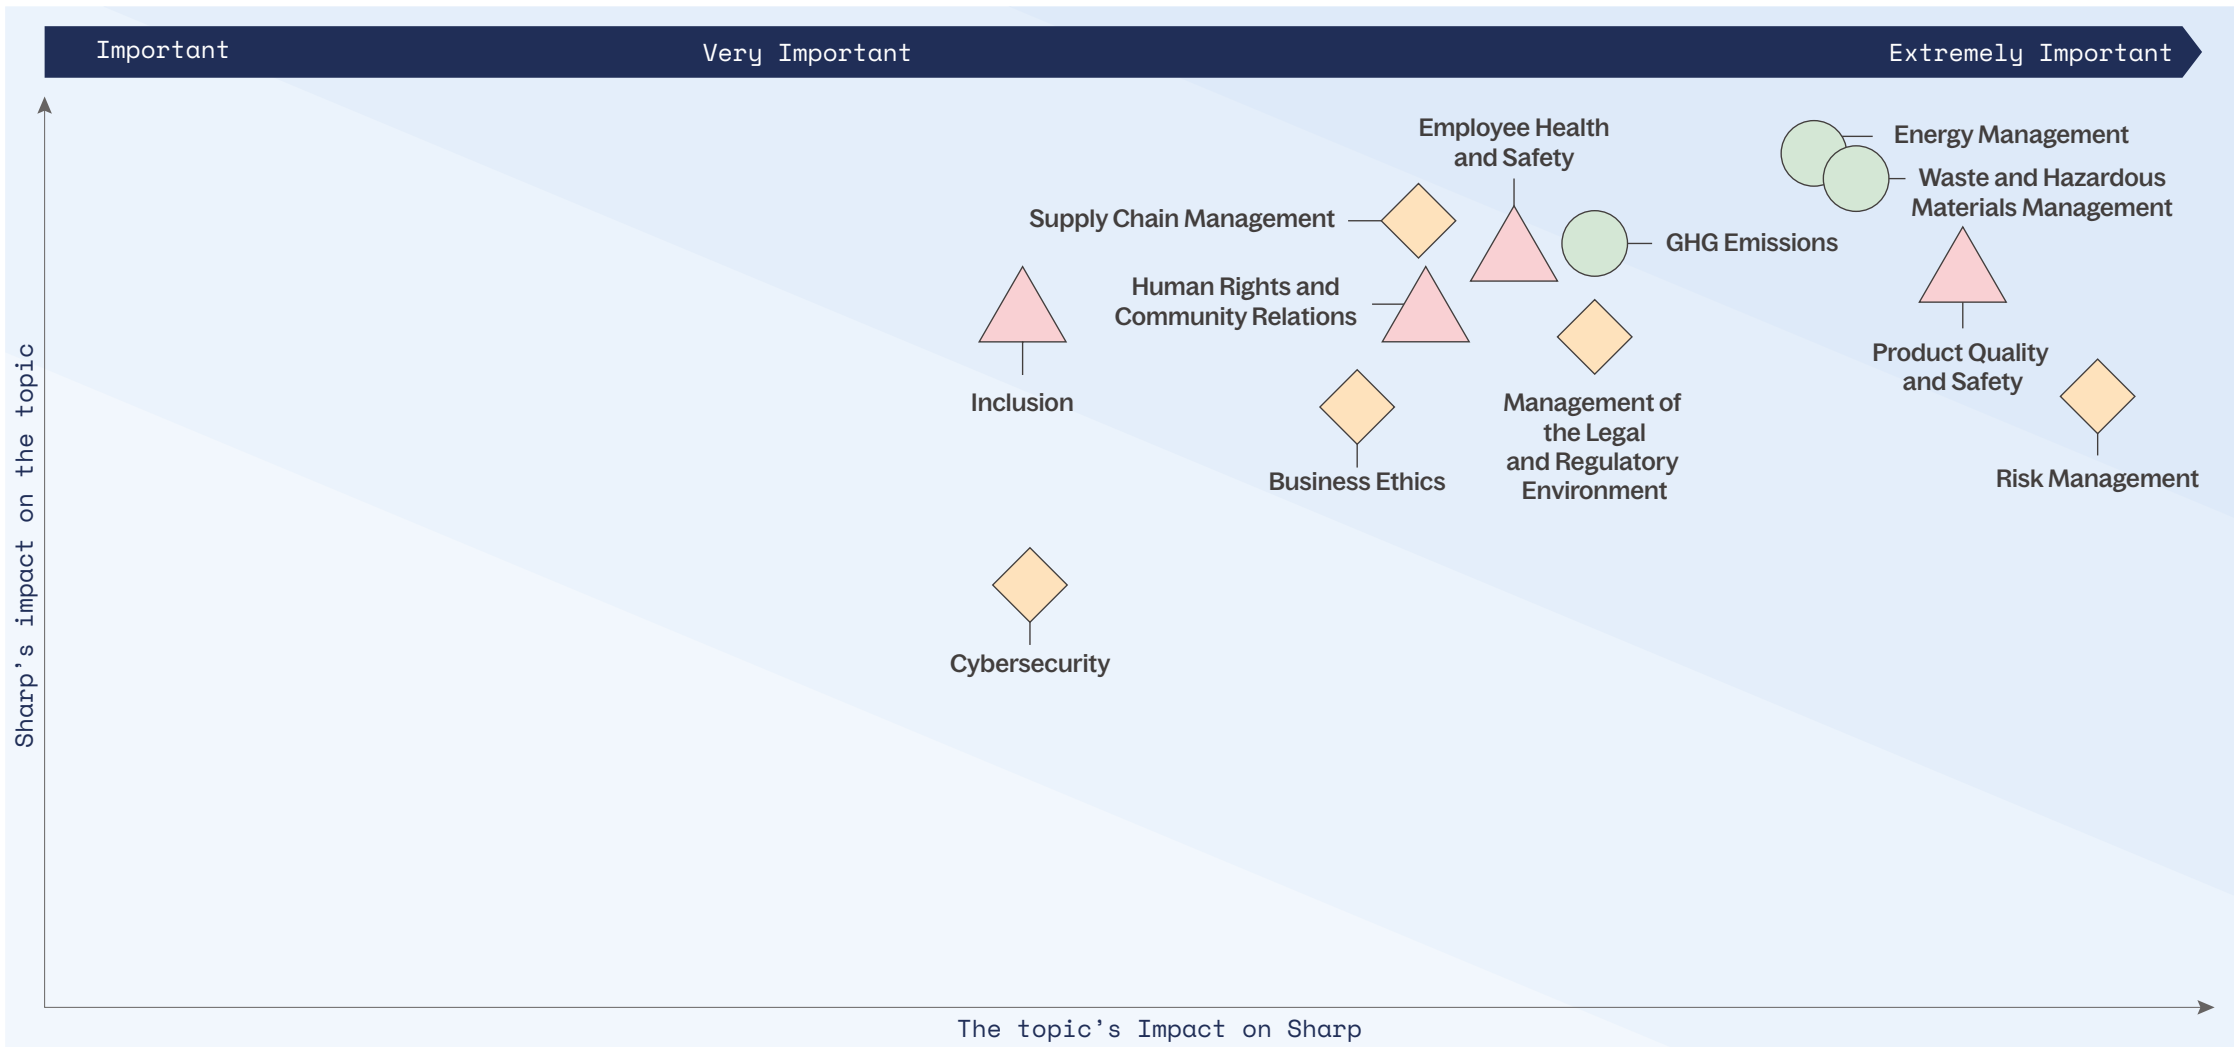 Important
Very Important
Extremely Important
Employee Health
and Safety
Energy Management
Waste and Hazardous
Materials Management
Supply Chain Management
GHG Emissions
Human Rights and
Community Relations
Product Quality
and Safety
Inclusion
Management of
the Legal
and Regulatory
Environment
Business Ethics
Risk Management
Cybersecurity
Sharp's impact on the topic
The topic's Impact on Sharp